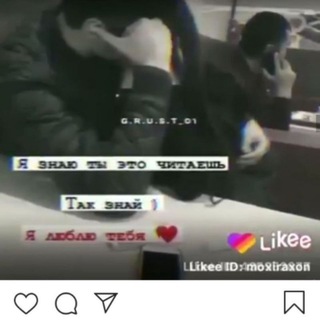 G.R.U.S.T_01
Я ЗНАЮ ТЫ ЭТО ЧИТАЕШЬ
ТАК ЗНАЙ )
Я ЛЮБЛЮ ТЕБЯ
Likee
Likee ID: moxiraxon